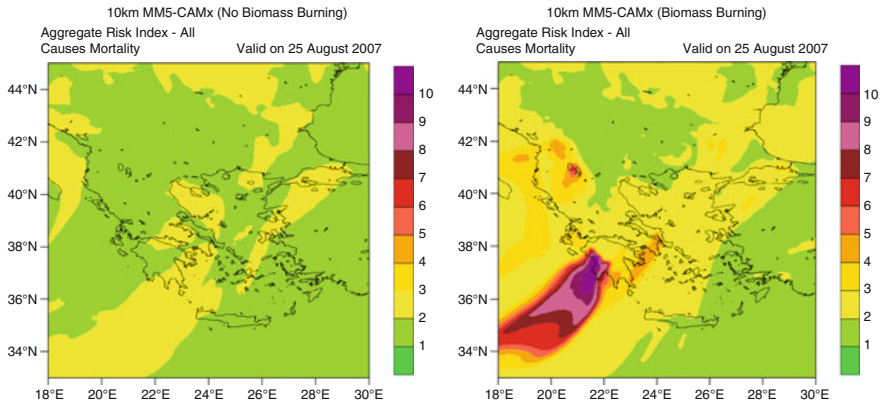 10km MM5-CAMx (No Biomass Burning)
Aggregate Risk Index - All
Causes Mortality Valid on 25 August 2007
44°N
42°N
40°N
38°N
36°N
34°N
18°E 20°E 22°E 24°E 26°E 28°E 30°E
10
9
8
7
6
5
4
3
2
1
10km MM5-CAMx (Biomass Burning)
Aggregate Risk Index - All
Causes Mortality Valid on 25 August 2007
44°N
42°N
40°N
38°N
36°N
34°N
18°E 20°E 22°E 24°E 26°E 28°E 30°E
10
9
8
7
6
5
4
3
2
1